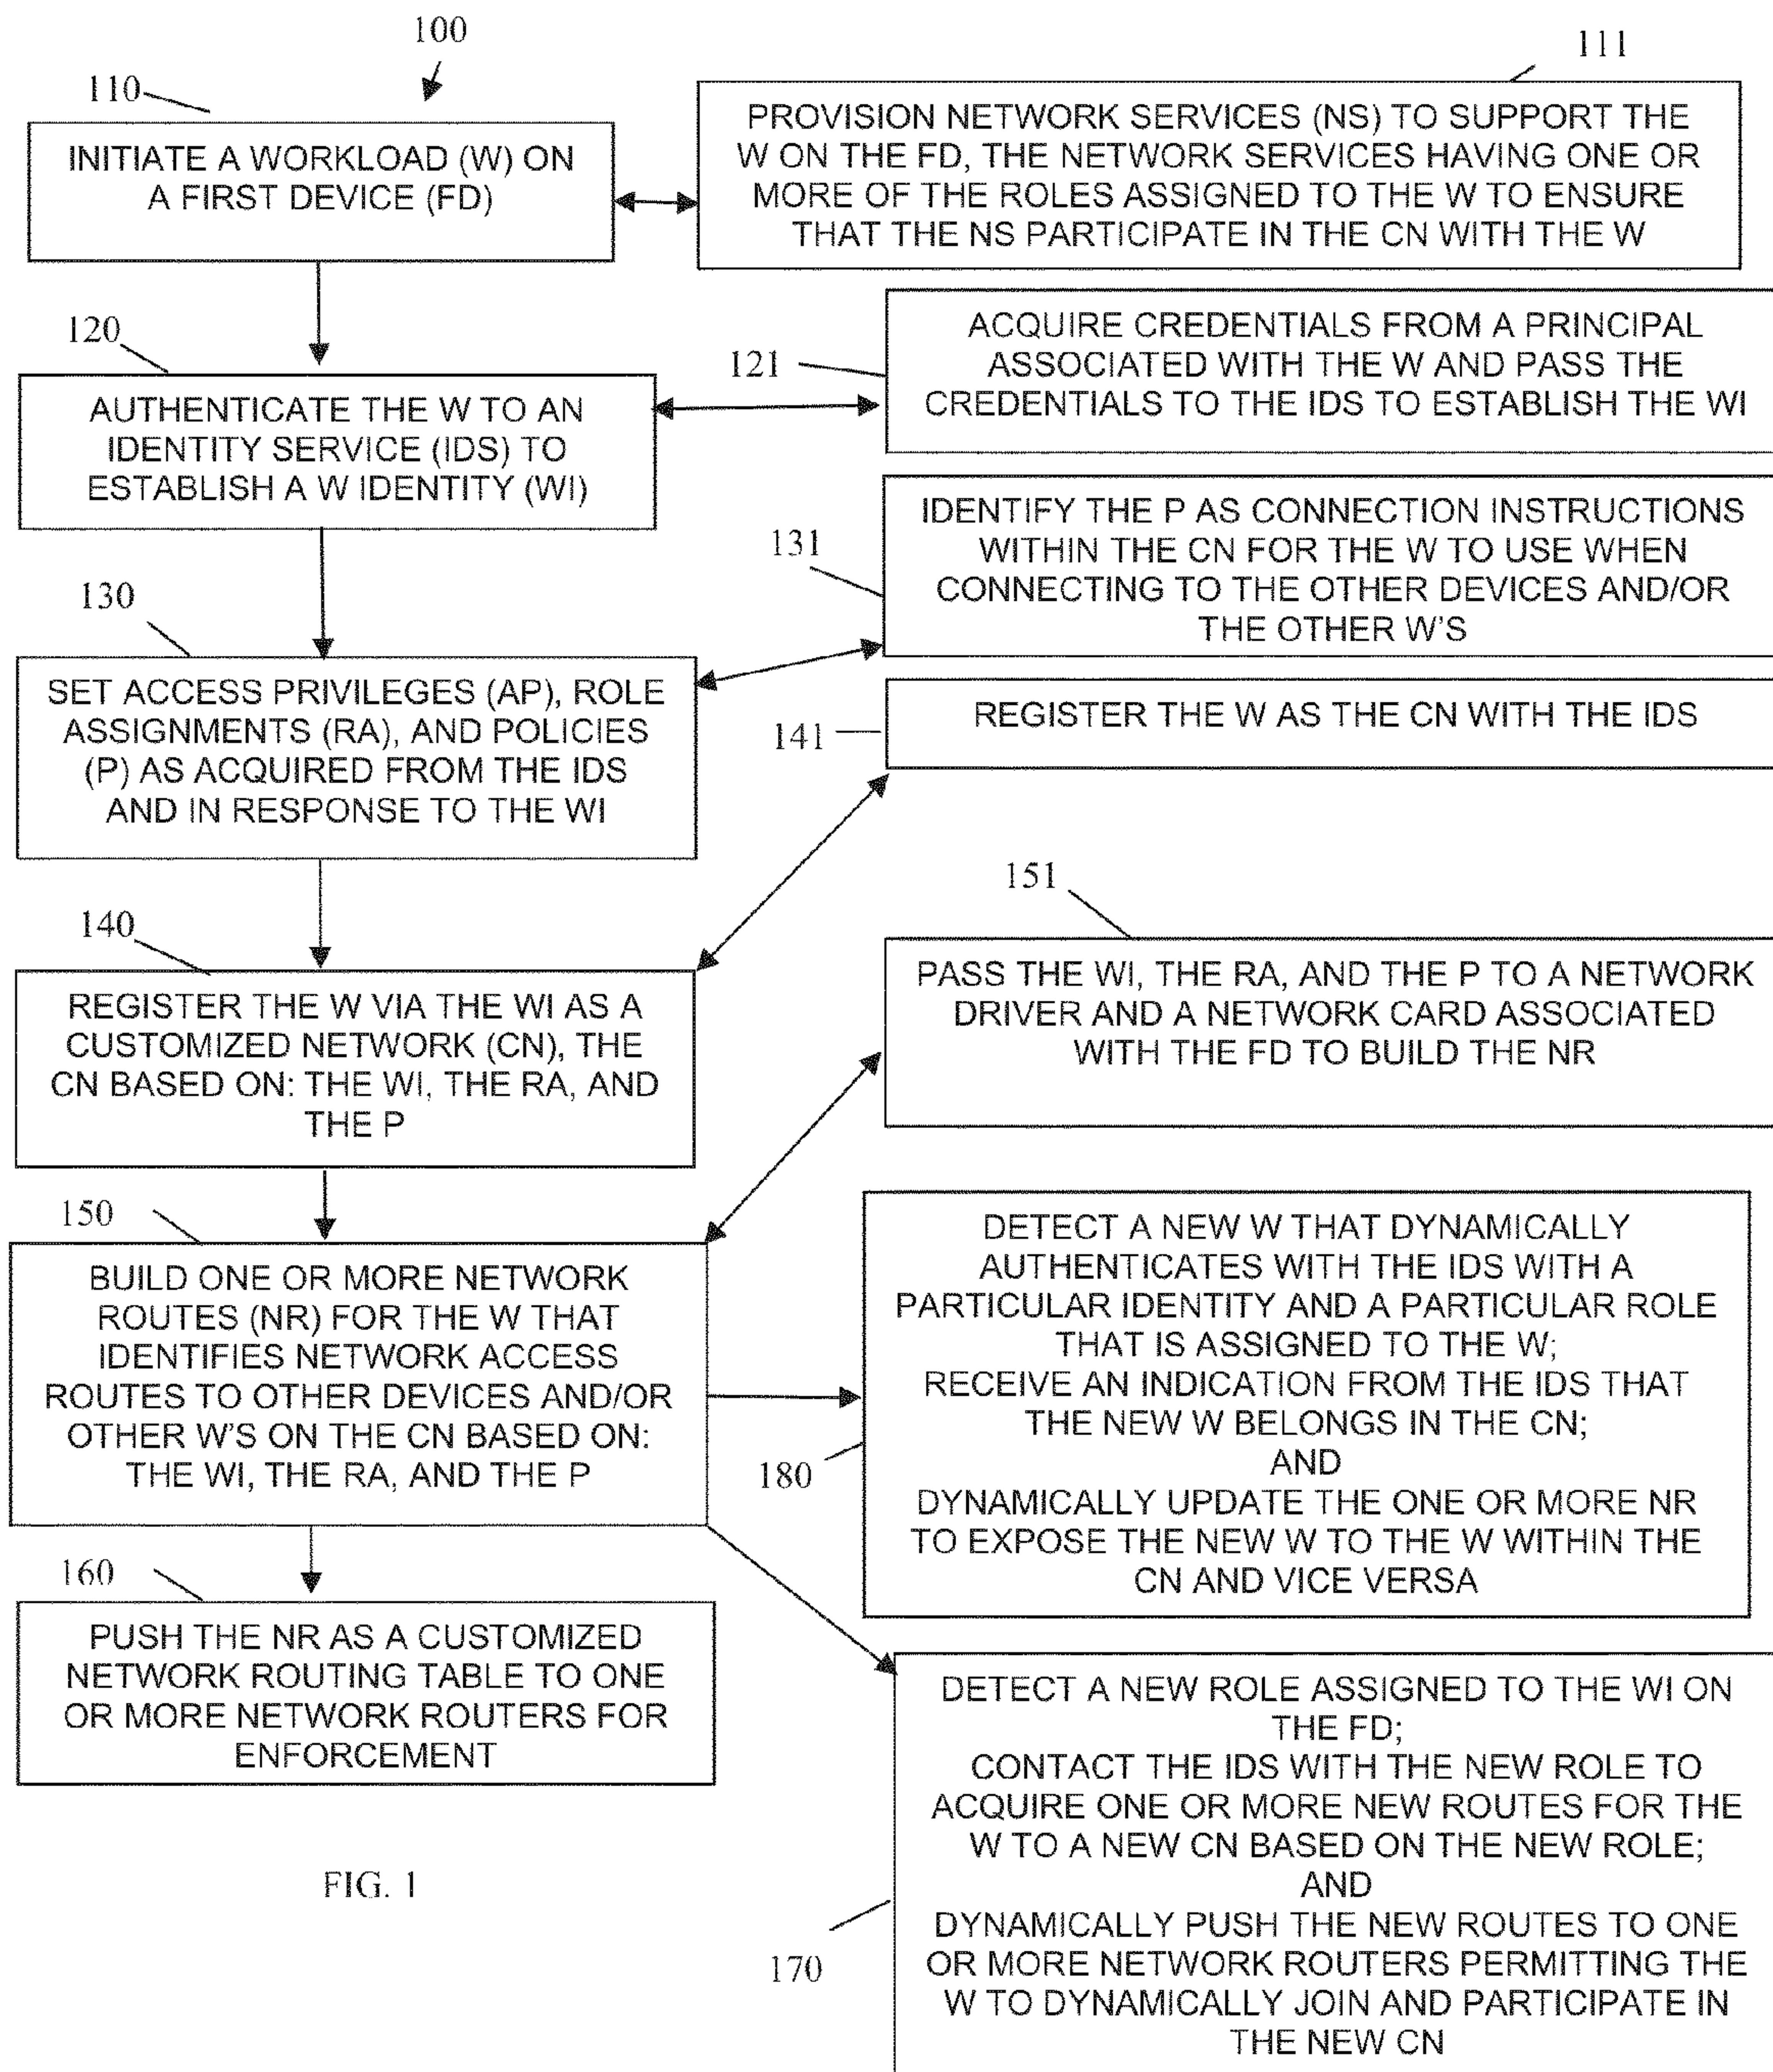 100
110
INITIATE A WORKLOAD (W) ON
A FIRST DEVICE (FD)
111
PROVISION NETWORK SERVICES (NS) TO SUPPORT THE
W ON THE FD, THE NETWORK SERVICES HAVING ONE OR
MORE OF THE ROLES ASSIGNED TO THE W TO ENSURE
THAT THE NS PARTICIPATE IN THE CN WITH THE W
120
AUTHENTICATE THE W TO AN
IDENTITY SERVICE (IDS) TO
ESTABLISH A W IDENTITY (WI)
121
ACQUIRE CREDENTIALS FROM A PRINCIPAL
ASSOCIATED WITH THE W AND PASS THE
CREDENTIALS TO THE IDS TO ESTABLISH THE WI
130
SET ACCESS PRIVILEGES (AP), ROLE
ASSIGNMENTS (RA), AND POLICIES
(P) AS ACQUIRED FROM THE IDS
AND IN RESPONSE TO THE WI
131
IDENTIFY THE P AS CONNECTION INSTRUCTIONS
WITHIN THE CN FOR THE W TO USE WHEN
CONNECTING TO THE OTHER DEVICES AND/OR
THE OTHER W'S
140
REGISTER THE W VIA THE WI AS A
CUSTOMIZED NETWORK (CN), THE
CN BASED ON: THE WI, THE RA, AND
THE P
141
REGISTER THE W AS THE CN WITH THE IDS
150
BUILD ONE OR MORE NETWORK
ROUTES (NR) FOR THE W THAT
IDENTIFIES NETWORK ACCESS
ROUTES TO OTHER DEVICES AND/OR
OTHER W'S ON THE CN BASED ON:
THE WI, THE RA, AND THE P
151
PASS THE WI, THE RA, AND THE P TO A NETWORK
DRIVER AND A NETWORK CARD ASSOCIATED
WITH THE FD TO BUILD THE NR
160
PUSH THE NR AS A CUSTOMIZED
NETWORK ROUTING TABLE TO ONE
OR MORE NETWORK ROUTERS FOR
ENFORCEMENT
180
DETECT A NEW W THAT DYNAMICALLY
AUTHENTICATES WITH THE IDS WITH A
PARTICULAR IDENTITY AND A PARTICULAR ROLE
THAT IS ASSIGNED TO THE W;
RECEIVE AN INDICATION FROM THE IDS THAT
THE NEW W BELONGS IN THE CN;
AND
DYNAMICALLY UPDATE THE ONE OR MORE NR
TO EXPOSE THE NEW W TO THE W WITHIN THE
CN AND VICE VERSA
170
DETECT A NEW ROLE ASSIGNED TO THE WI ON
THE FD;
CONTACT THE IDS WITH THE NEW ROLE TO
ACQUIRE ONE OR MORE NEW ROUTES FOR THE
W TO A NEW CN BASED ON THE NEW ROLE;
AND
DYNAMICALLY PUSH THE NEW ROUTES TO ONE
OR MORE NETWORK ROUTERS PERMITTING THE
W TO DYNAMICALLY JOIN AND PARTICIPATE IN
THE NEW CN
FIG. 1